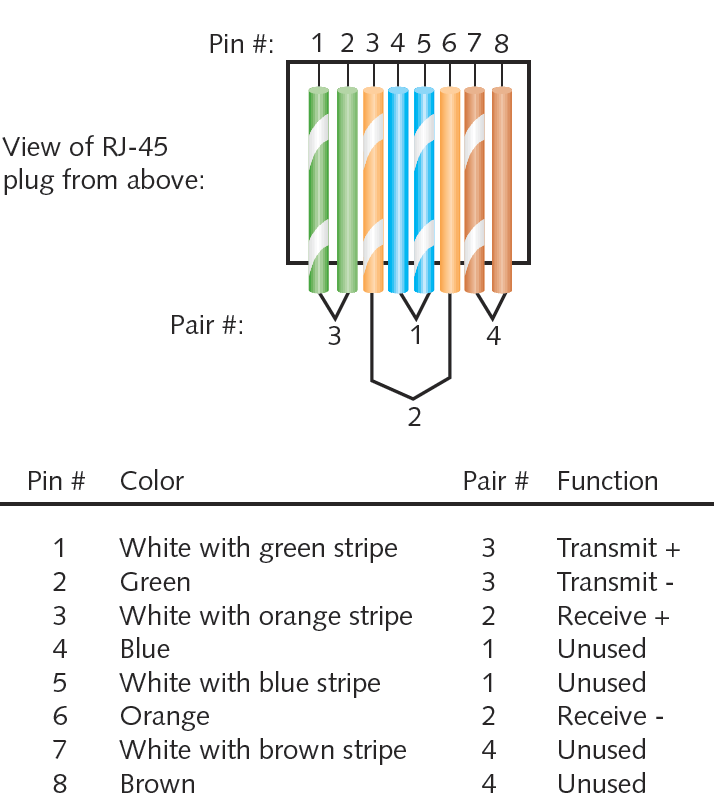 Pin #: 1 2 3 4 5 6 7 8
View of RJ-45
plug from above:
Pair #:
3 1 4
2
Pin # Color Pair # Function
1 White with green stripe 3 Transmit +
2 Green 3 Transmit -
3 White with orange stripe 2 Receive +
4 Blue 1 Unused
5 White with blue stripe 1 Unused
6 Orange 2 Receive -
7 White with brown stripe 4 Unused
8 Brown 4 Unused